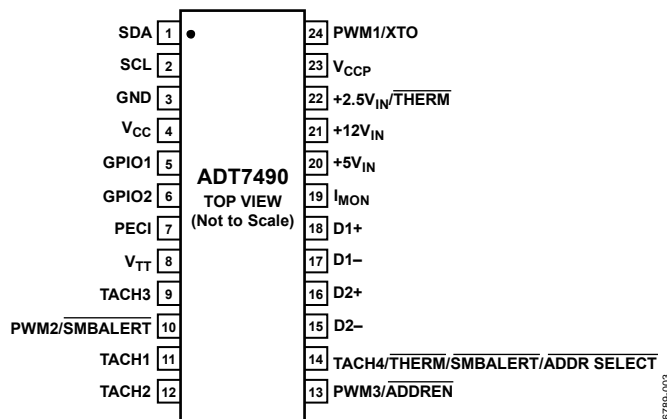 SDA 1
SCL 2
GND 3
VCC 4
GPIO1 5
GPIO2 6
PECI 7
VTT 8
TACH3 9
PWM2/SMBALERT 10
TACH1 11
TACH2 12
ADT7490
TOP VIEW
(Not to Scale)
24 PWM1/XTO
23 VCCP
22 +2.5VIN/THERM
21 +12VIN
20 +5VIN
19 IMON
18 D1+
17 D1–
16 D2+
15 D2–
14 TACH4/THERM/SMBALERT/ADDR SELECT
13 PWM3/ADDREN
06789-003